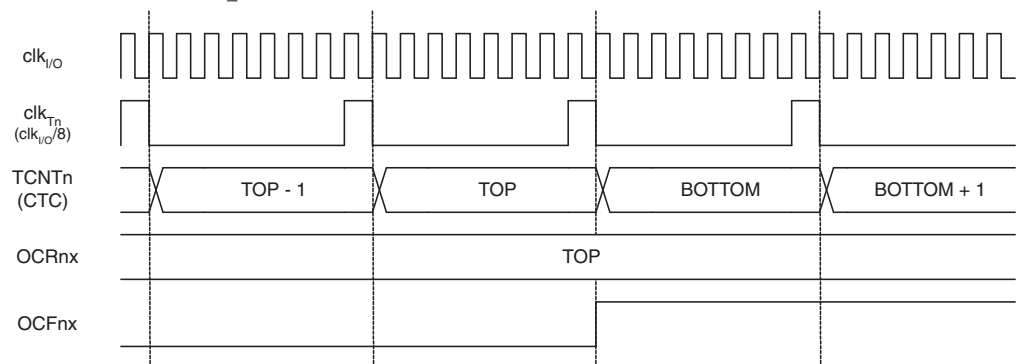 clkI/O
clkTn
(clkI/O/8)
TCNTn
(CTC)
TOP - 1
TOP
BOTTOM
BOTTOM + 1
OCRnx
TOP
OCFnx